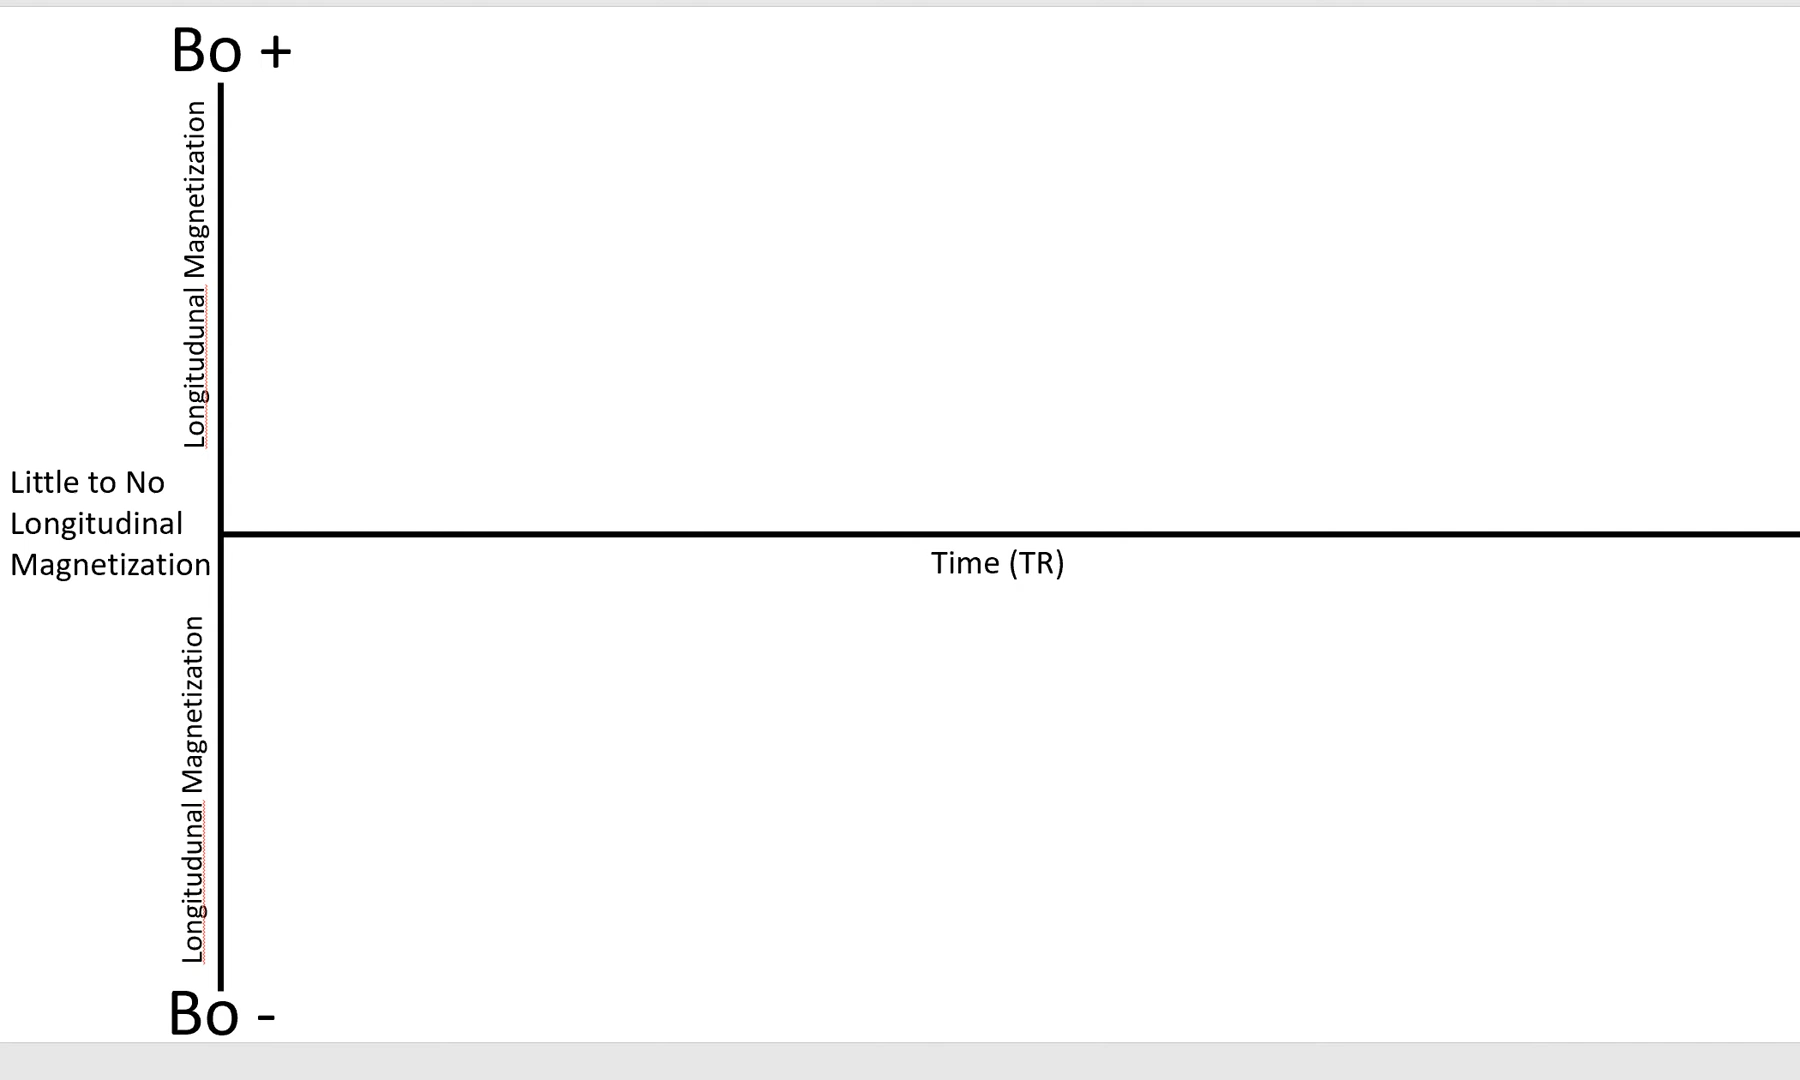 Bo +
Longitudunal Magnetization
Little to No
Longitudinal
Magnetization
Time (TR)
Longitudunal Magnetization
Bo -